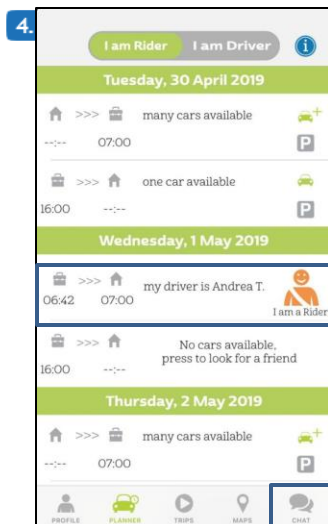 4.
I am Rider I am Driver i
Tuesday, 30 April 2019
>>> many cars available +
--:-- 07:00 P
>>> one car available
16:00 --:-- P
Wednesday, 1 May 2019
>>> my driver is Andrea T.
06:42 07:00 I am a Rider
>>> No cars available,
press to look for a friend
16:00 --:--
Thursday, 2 May 2019
>>> many cars available +
--:-- 07:00 P
PROFILE PLANNER TRIPS MAPS CHAT